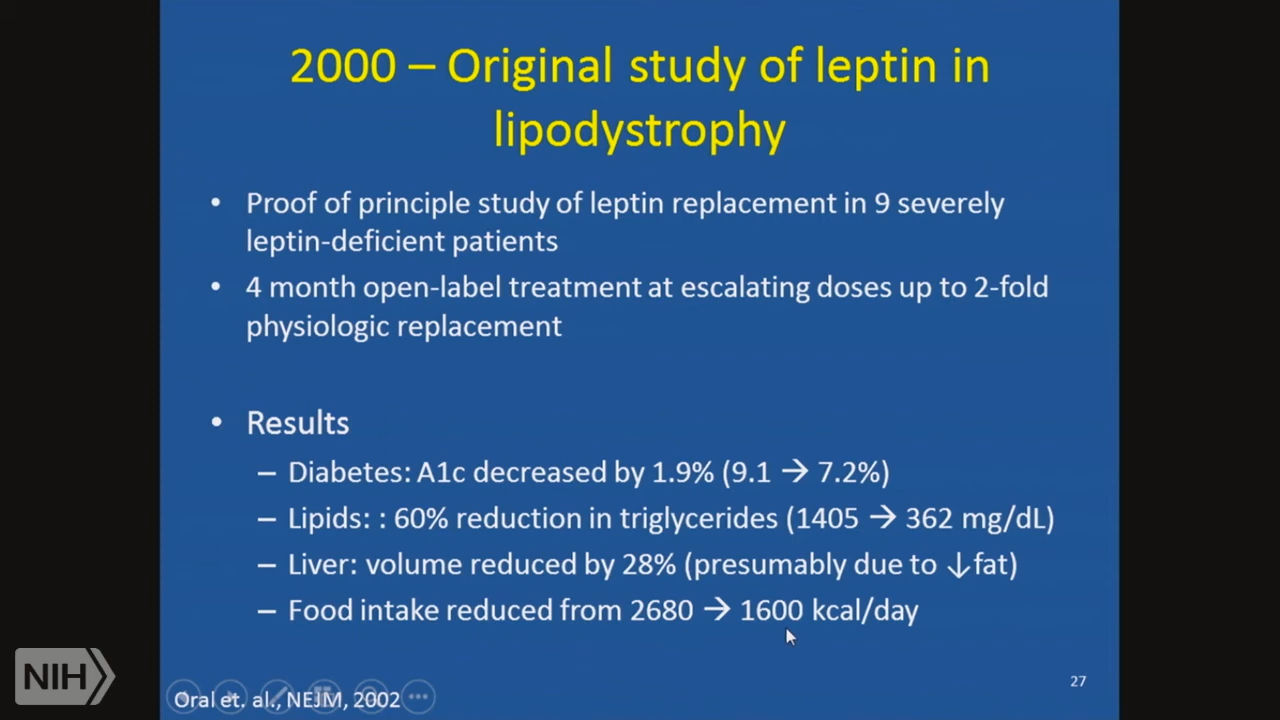 2000 – Original study of leptin in
lipodystrophy
• Proof of principle study of leptin replacement in 9 severely
leptin-deficient patients
• 4 month open-label treatment at escalating doses up to 2-fold
physiologic replacement
• Results
– Diabetes: A1c decreased by 1.9% (9.1 → 7.2%)
– Lipids: : 60% reduction in triglycerides (1405 → 362 mg/dL)
– Liver: volume reduced by 28% (presumably due to ↓fat)
– Food intake reduced from 2680 → 1600 kcal/day
NIH
Oral et. al., NEJM, 2002
27